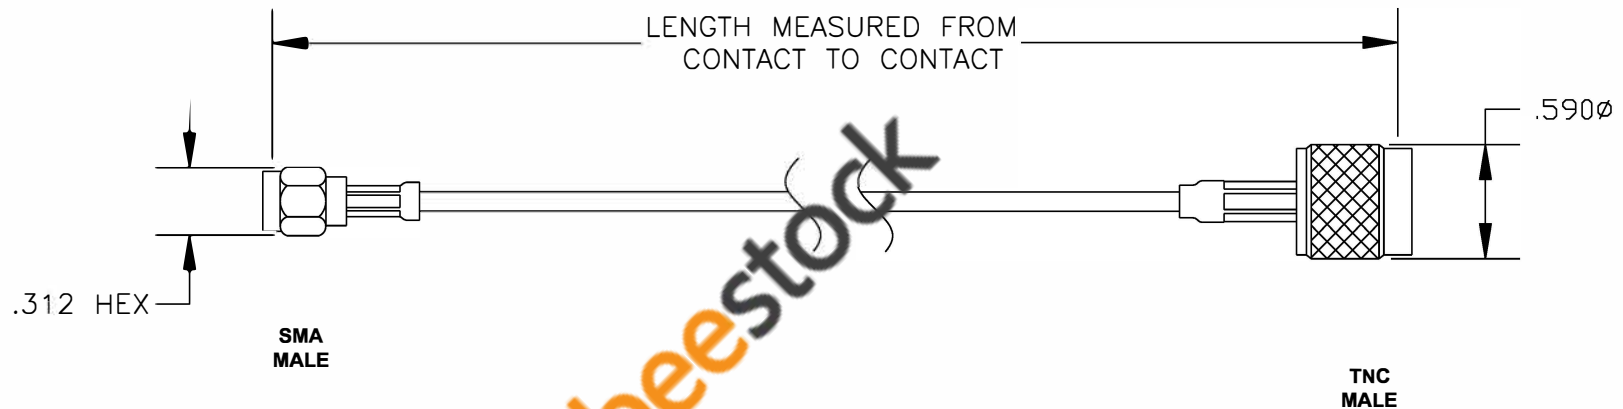 LENGTH MEASURED FROM
CONTACT TO CONTACT
.590ø
.312 HEX
SMA
MALE
TNC
MALE
beestock